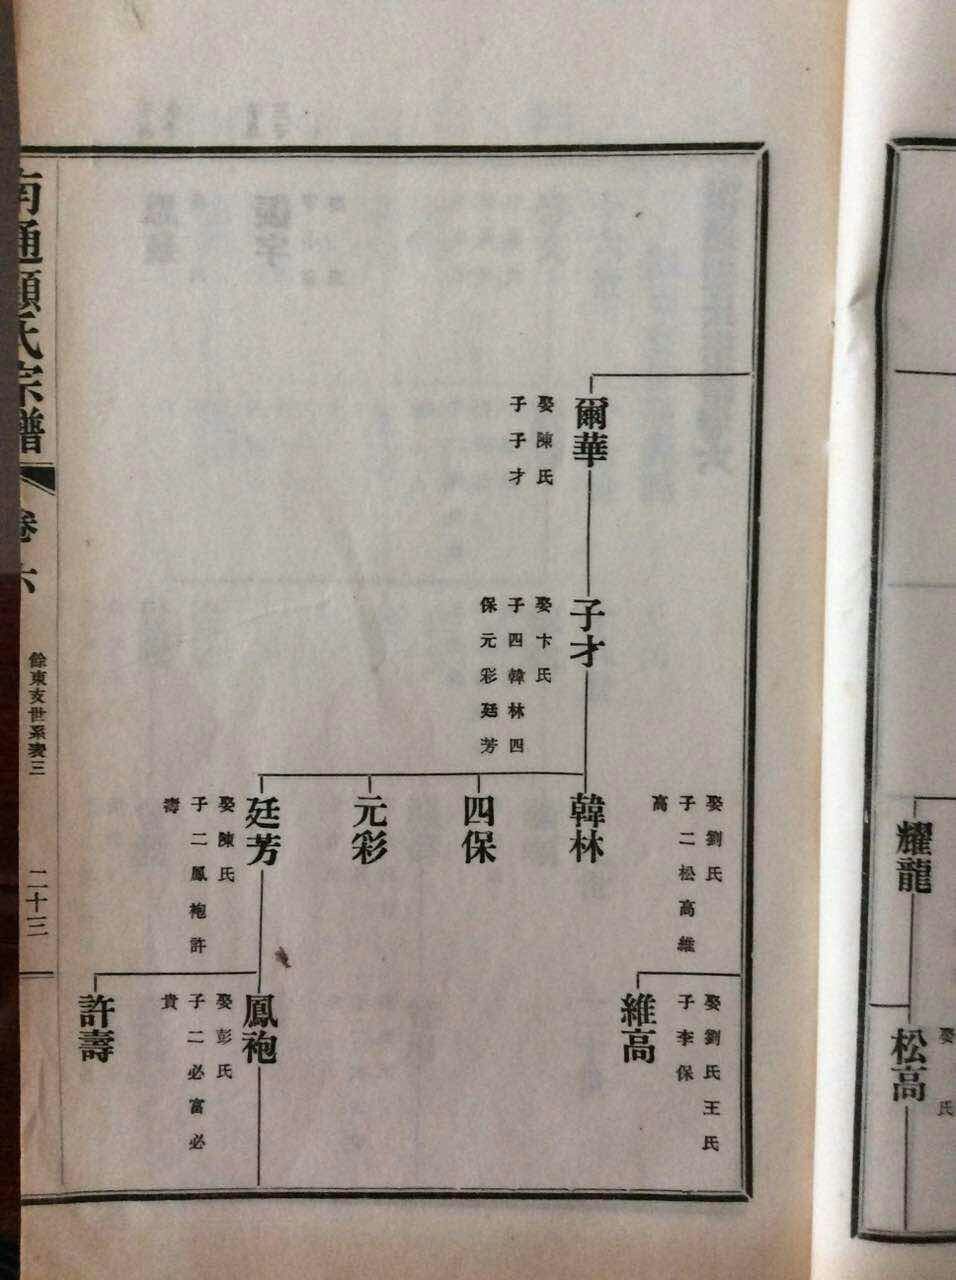 耀龍
松高
爾華
娶陳氏
子子才
子才
娶卞氏
子四韓林四
保元彩廷芳
娶劉氏
子二松高維
高
韓林
四保
元彩
廷芳
娶陳氏
子二鳳袍許
壽
娶劉氏王氏
子李保
維高
鳳袍
娶彭氏
子二必富必
貴
許壽
南通顧氏宗譜
卷六
餘東支世系表三
二十三